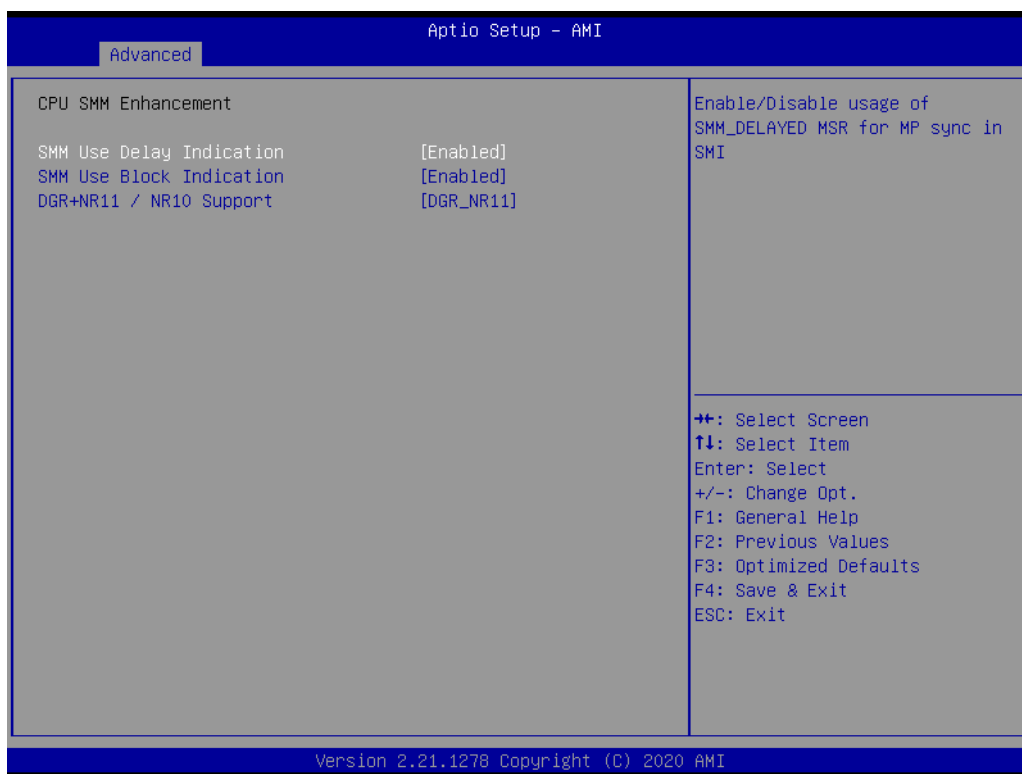 Aptio Setup – AMI
Advanced
CPU SMM Enhancement
SMM Use Delay Indication [Enabled]
SMM Use Block Indication [Enabled]
DGR+NR11 / NR10 Support [DGR_NR11]
Enable/Disable usage of
SMM_DELAYED MSR for MP sync in
SMI
→←: Select Screen
↑↓: Select Item
Enter: Select
+/-: Change Opt.
F1: General Help
F2: Previous Values
F3: Optimized Defaults
F4: Save & Exit
ESC: Exit
Version 2.21.1278 Copyright (C) 2020 AMI